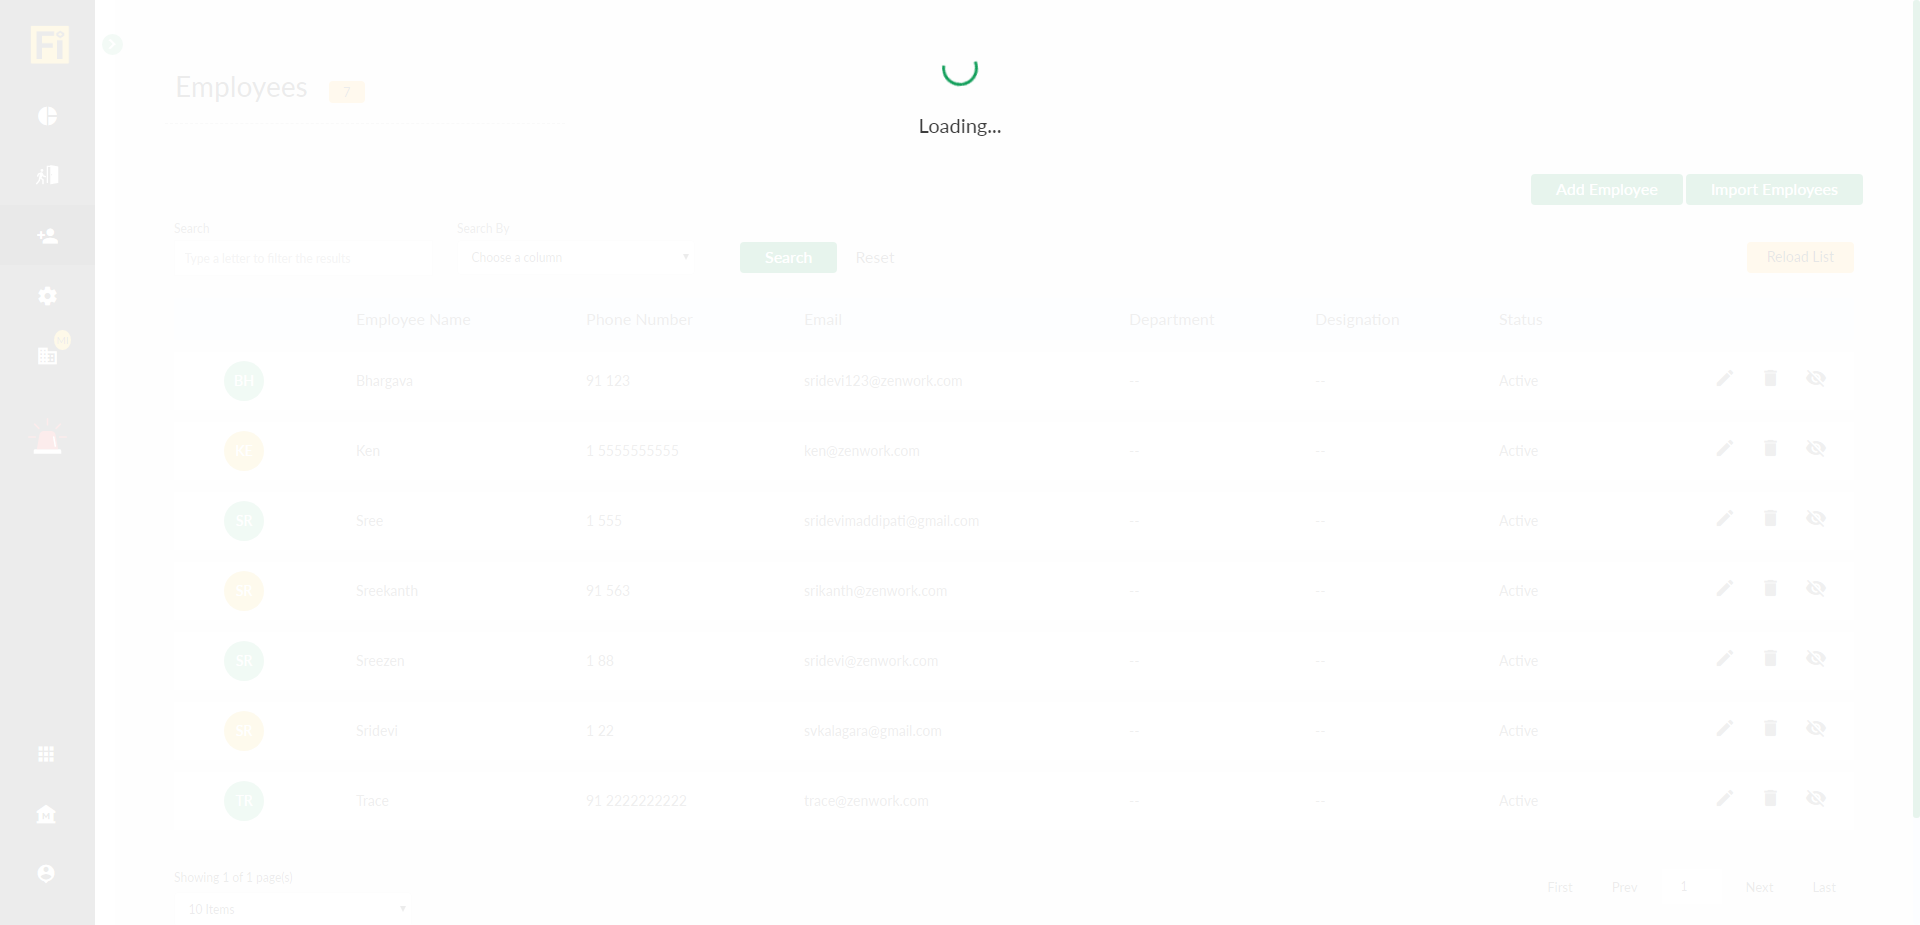 Fi
Loading...
Employees 7
Add Employee Import Employees
Search Search By
Type a letter to filter the results Choose a column Search Reset Reload List
Employee Name Phone Number Email Department Designation Status
BH Bhargava 91 123 sridevi123@zenwork.com -- -- Active
KE Ken 1 5555555555 ken@zenwork.com -- -- Active
SR Sree 1 555 sridevimaddipati@gmail.com -- -- Active
SR Sreekanth 91 563 srikanth@zenwork.com -- -- Active
SR Sreezen 1 88 sridevi@zenwork.com -- -- Active
SR Sridevi 1 22 svkalagara@gmail.com -- -- Active
TR Trace 91 2222222222 trace@zenwork.com -- -- Active
Showing 1 of 1 page(s)
10 Items First Prev 1 Next Last